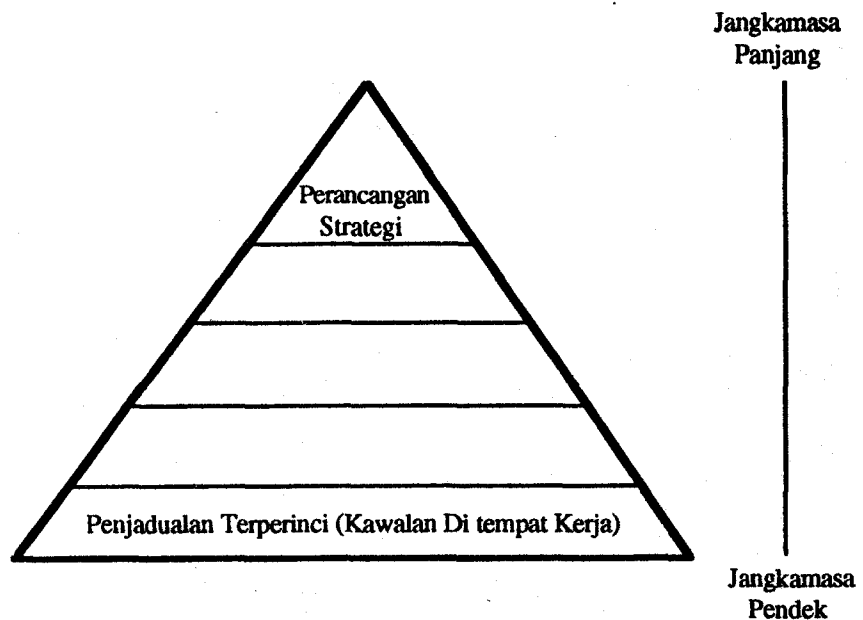 Jangkamasa
Panjang
Perancangan
Strategi
Penjadualan Terperinci (Kawalan Di tempat Kerja)
Jangkamasa
Pendek